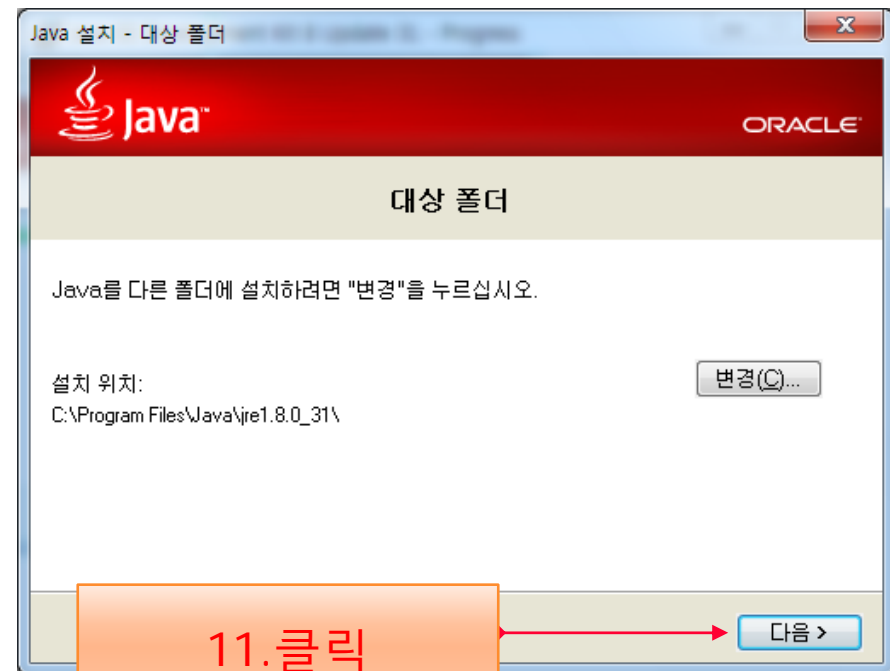 Java 설치 - 대상 폴더
Java™
ORACLE
대상 폴더
Java를 다른 폴더에 설치하려면 "변경"을 누르십시오.
설치 위치:
변경(C)...
C:\Program Files\Java\jre1.8.0_31\
11.클릭
다음 >